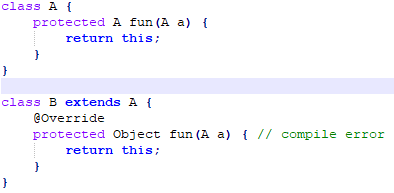 class A {
    protected A fun(A a) {
        return this;
    }
}

class B extends A {
    @Override
    protected Object fun(A a) { // compile error
        return this;
    }
}